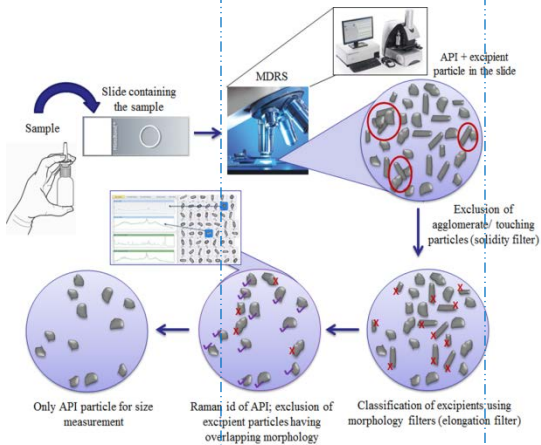 Slide containing
the sample
Sample
MDRS
API + excipient
particle in the slide
Exclusion of
agglomerate/ touching
particles (solidity filter)
Only API particle for size
measurement
Raman id of API; exclusion of
excipient particles having
overlapping morphology
Classification of excipients using
morphology filters (elongation filter)